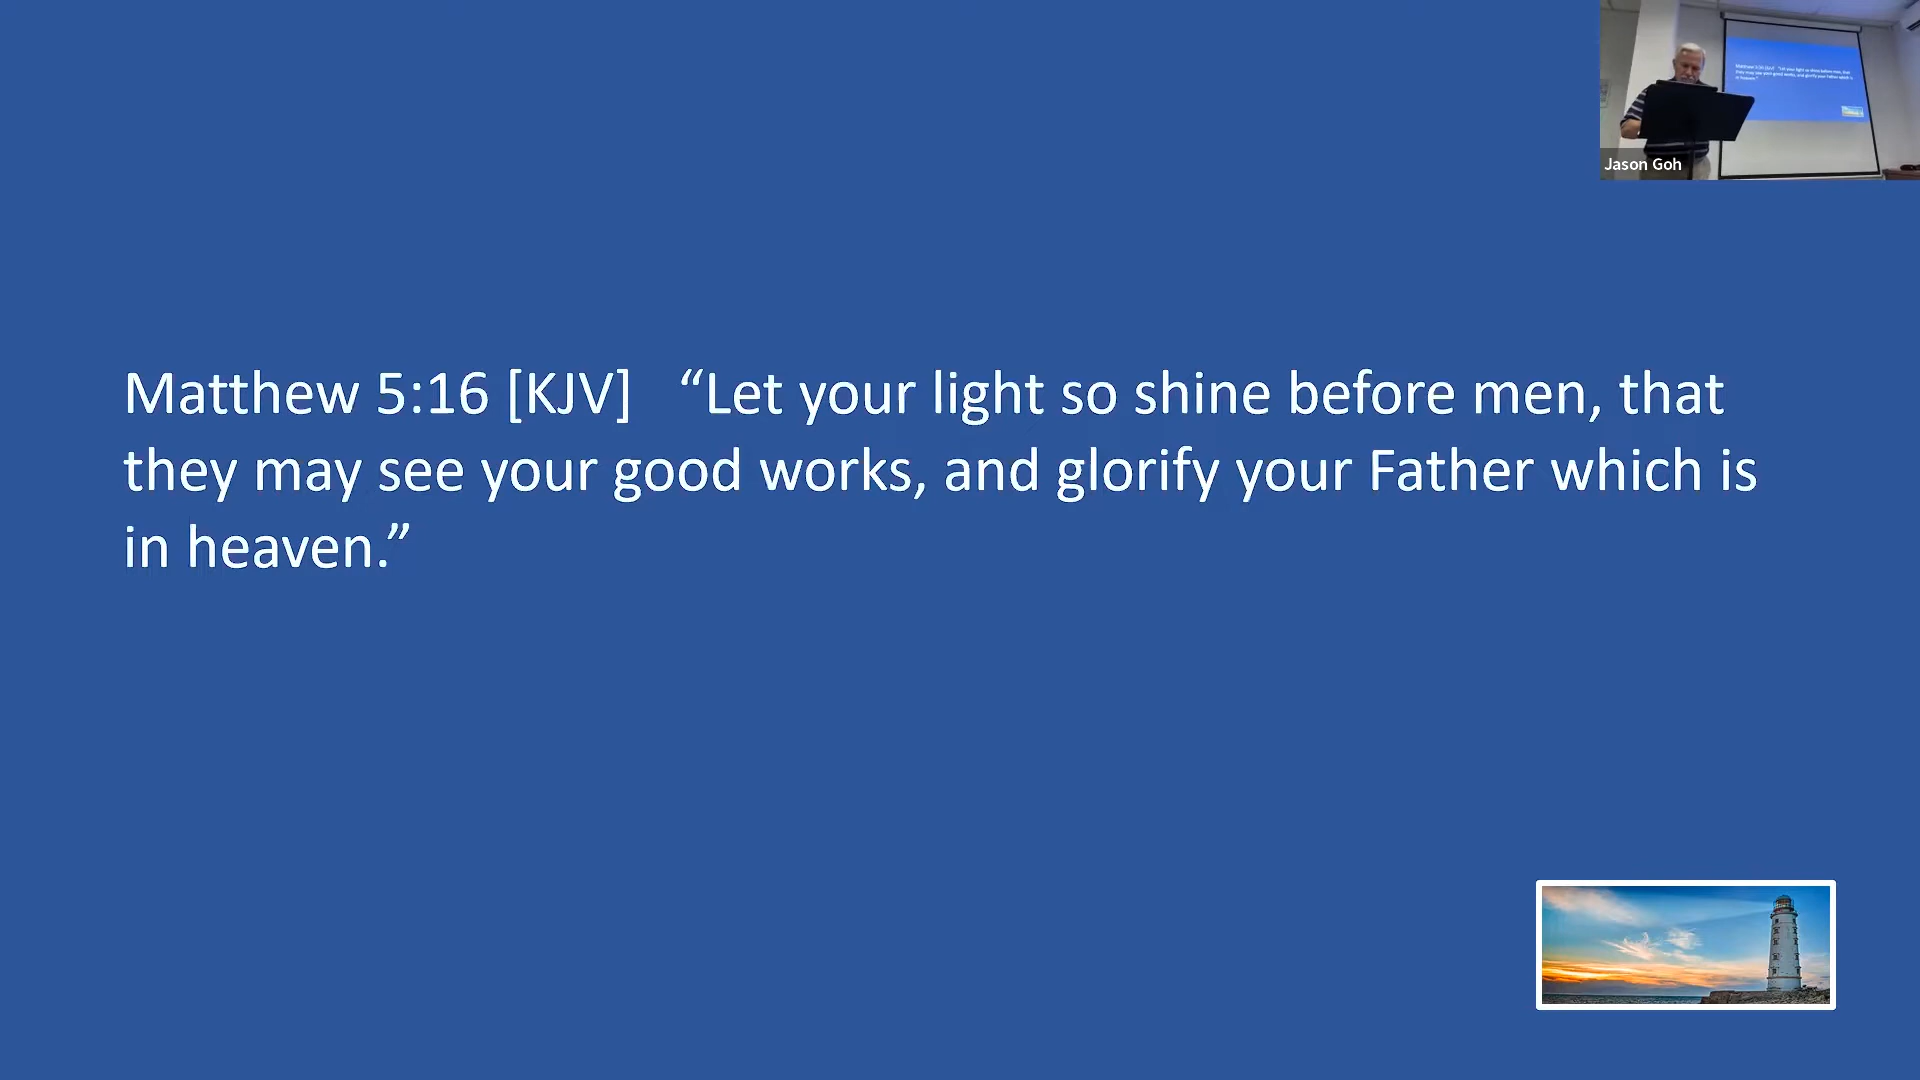 Jason Goh
Matthew 5:16 [KJV]   “Let your light so shine before men, that
they may see your good works, and glorify your Father which is
in heaven.”